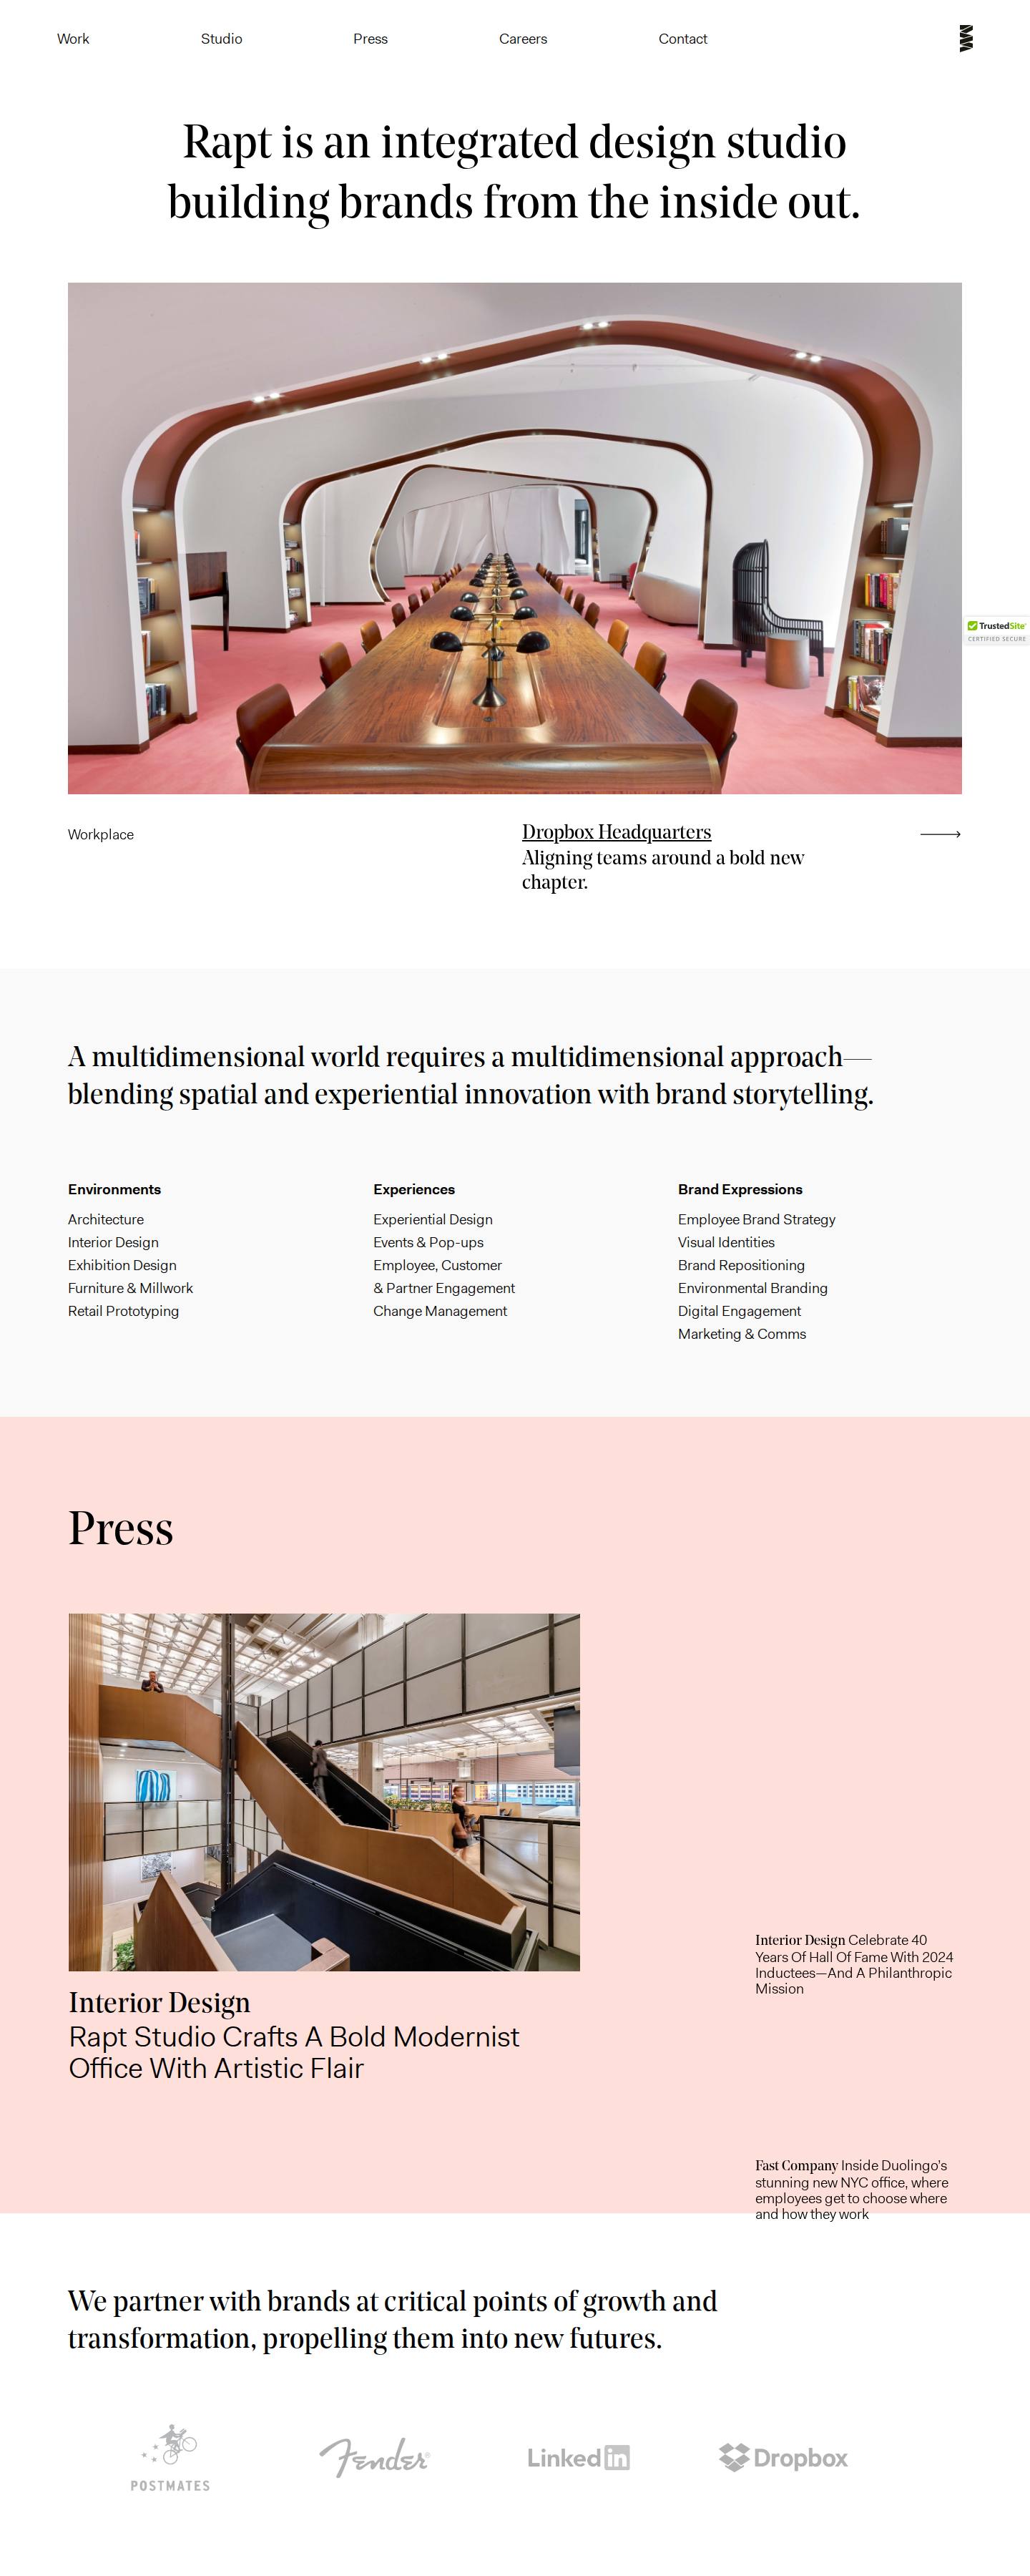 Work
Studio
Press
Careers
Contact
Rapt is an integrated design studio
building brands from the inside out.
TrustedSite
CERTIFIED SECURE
Workplace
Dropbox Headquarters
Aligning teams around a bold new
chapter.
A multidimensional world requires a multidimensional approach—
blending spatial and experiential innovation with brand storytelling.
Environments
Architecture
Interior Design
Exhibition Design
Furniture & Millwork
Retail Prototyping
Experiences
Experiential Design
Events & Pop-ups
Employee, Customer
& Partner Engagement
Change Management
Brand Expressions
Employee Brand Strategy
Visual Identities
Brand Repositioning
Environmental Branding
Digital Engagement
Marketing & Comms
Press
Interior Design
Rapt Studio Crafts A Bold Modernist
Office With Artistic Flair
Interior Design Celebrate 40
Years Of Hall Of Fame With 2024
Inductees—And A Philanthropic
Mission
Fast Company Inside Duolingo’s
stunning new NYC office, where
employees get to choose where
and how they work
We partner with brands at critical points of growth and
transformation, propelling them into new futures.
POSTMATES
Fender®
Linked in
Dropbox